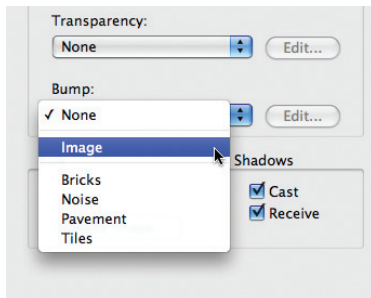 Transparency:
None Edit...
Bump:
✓ None Edit...
Image
Shadows
Bricks
Cast
Noise
Receive
Pavement
Tiles